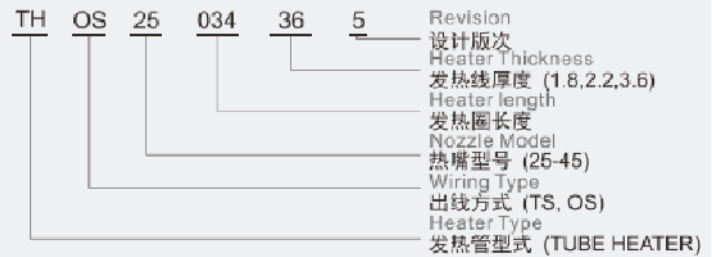 TH OS 25 034 36 5
Revision
设计版次
Heater Thickness
发热线厚度 (1.8,2.2,3.6)
Heater length
发热圈长度
Nozzle Model
热嘴型号 (25-45)
Wiring Type
出线方式 (TS, OS)
Heater Type
发热管型式 (TUBE HEATER)